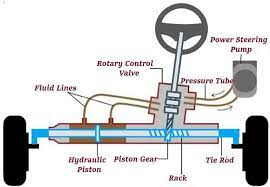 Power Steering
Pump
Rotary Control
Valve
Pressure Tube
Fluid Lines
Hydraulic
Piston
Piston Gear
Rack
Tie Rod